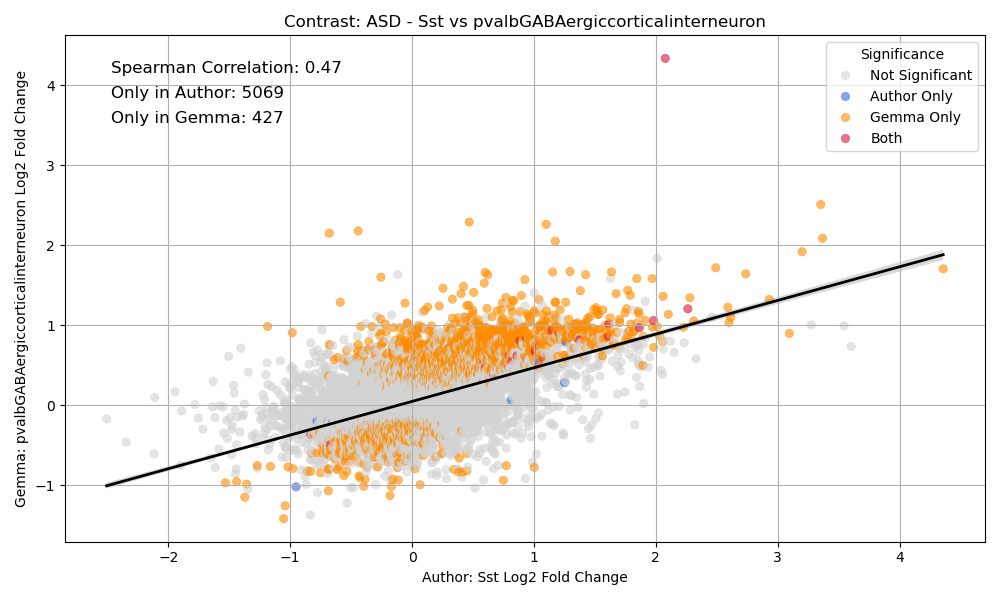 Contrast: ASD - Sst vs pvalbGABAergiccorticalinterneuron
Spearman Correlation: 0.47
Only in Author: 5069
Only in Gemma: 427
Significance
Not Significant
Author Only
Gemma Only
Both
Gemma: pvalbGABAergiccorticalinterneuron Log2 Fold Change
4
3
2
1
0
−1
−2
−1
0
1
2
3
4
Author: Sst Log2 Fold Change